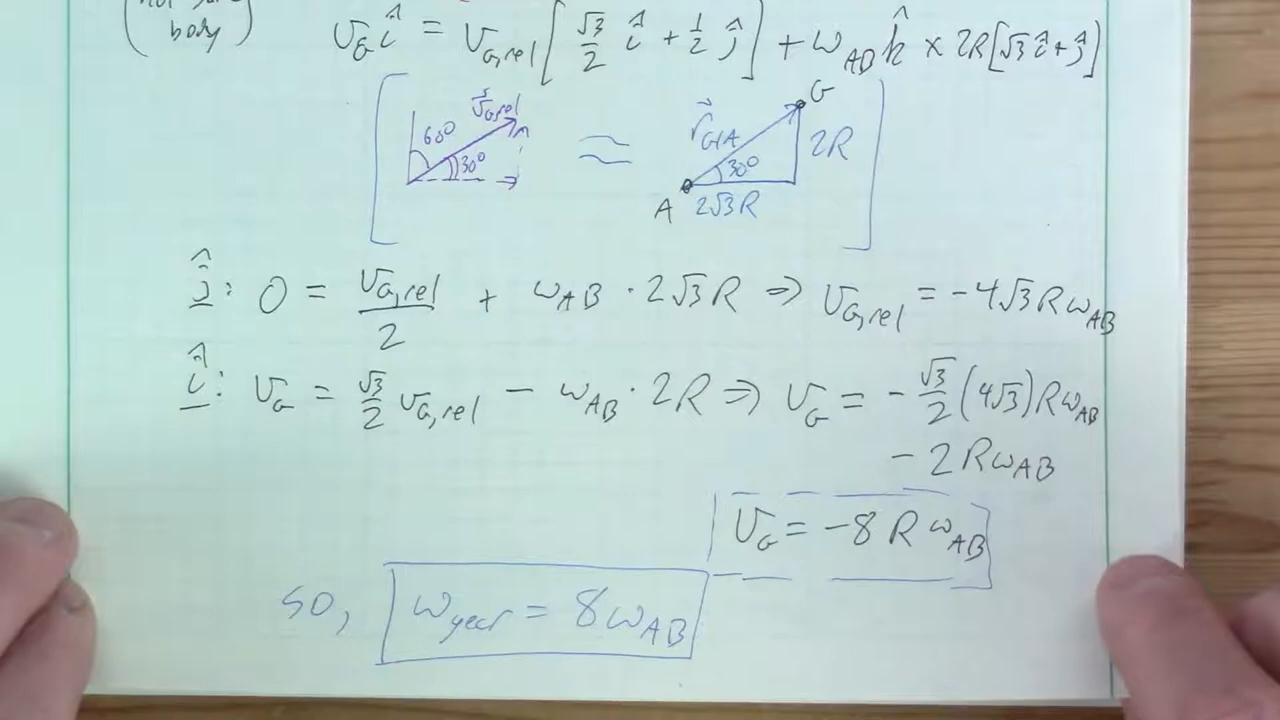 body)
v_G î = v_G,rel [√3/2 î + 1/2 ĵ] + ω_AB k̂ × 2R[√3 î + ĵ]
v⃗_G,rel
60°
30°
≈
G
r⃗_G/A
2R
30°
A
2√3R
ĵ: 0 = v_G,rel/2 + ω_AB · 2√3R ⇒ v_G,rel = -4√3Rω_AB
î: v_G = √3/2 v_G,rel - ω_AB · 2R ⇒ v_G = -√3/2(4√3)Rω_AB
- 2Rω_AB
v_G = -8Rω_AB
so, ω_gear = 8ω_AB